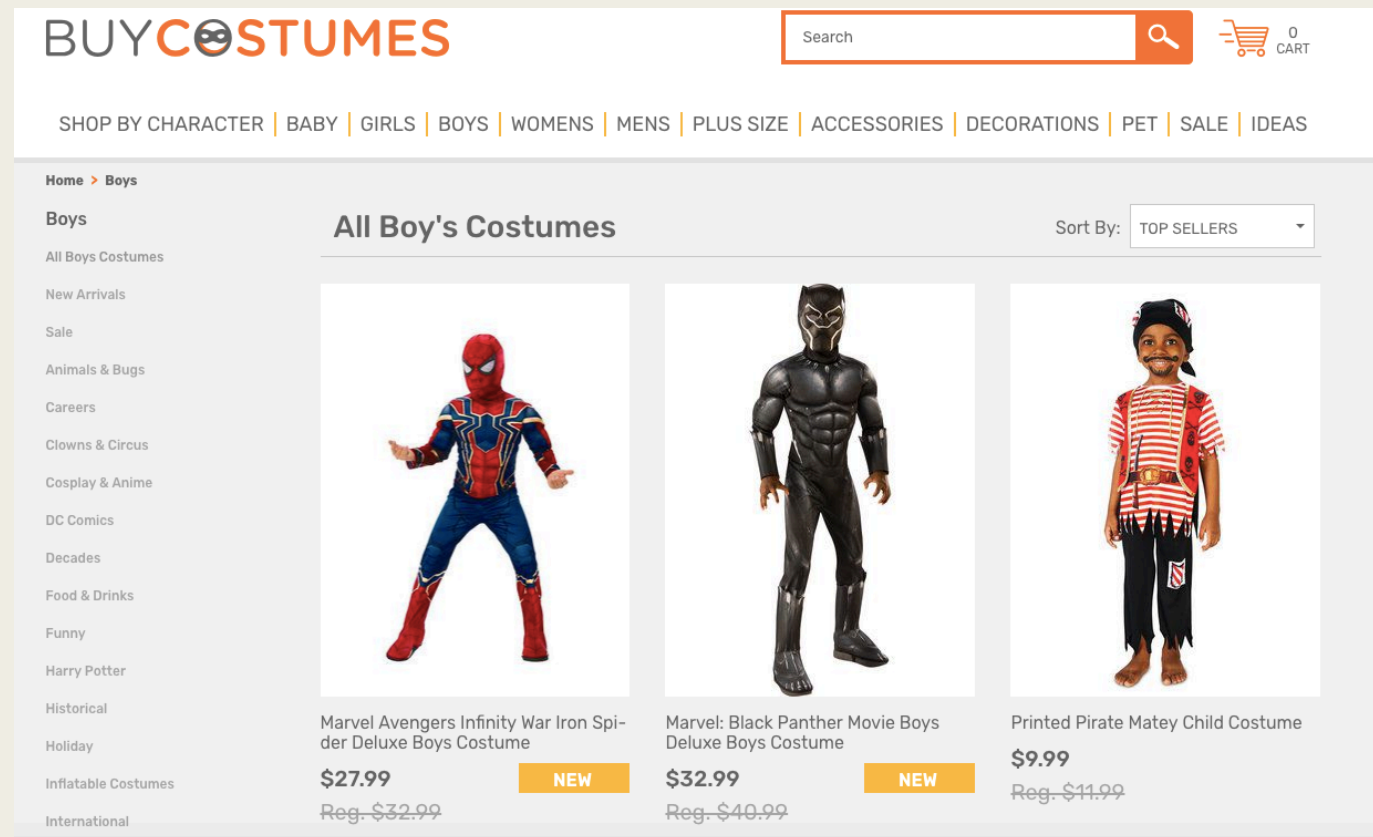 BUYCOSTUMES
Search
0
CART
SHOP BY CHARACTER | BABY | GIRLS | BOYS | WOMENS | MENS | PLUS SIZE | ACCESSORIES | DECORATIONS | PET | SALE | IDEAS
Home > Boys
Boys
All Boys Costumes
New Arrivals
Sale
Animals & Bugs
Careers
Clowns & Circus
Cosplay & Anime
DC Comics
Decades
Food & Drinks
Funny
Harry Potter
Historical
Holiday
Inflatable Costumes
International
All Boy's Costumes
Sort By: TOP SELLERS
Marvel Avengers Infinity War Iron Spi-
der Deluxe Boys Costume
$27.99
NEW
Reg. $32.99
Marvel: Black Panther Movie Boys
Deluxe Boys Costume
$32.99
NEW
Reg. $40.99
Printed Pirate Matey Child Costume
$9.99
Reg. $11.99